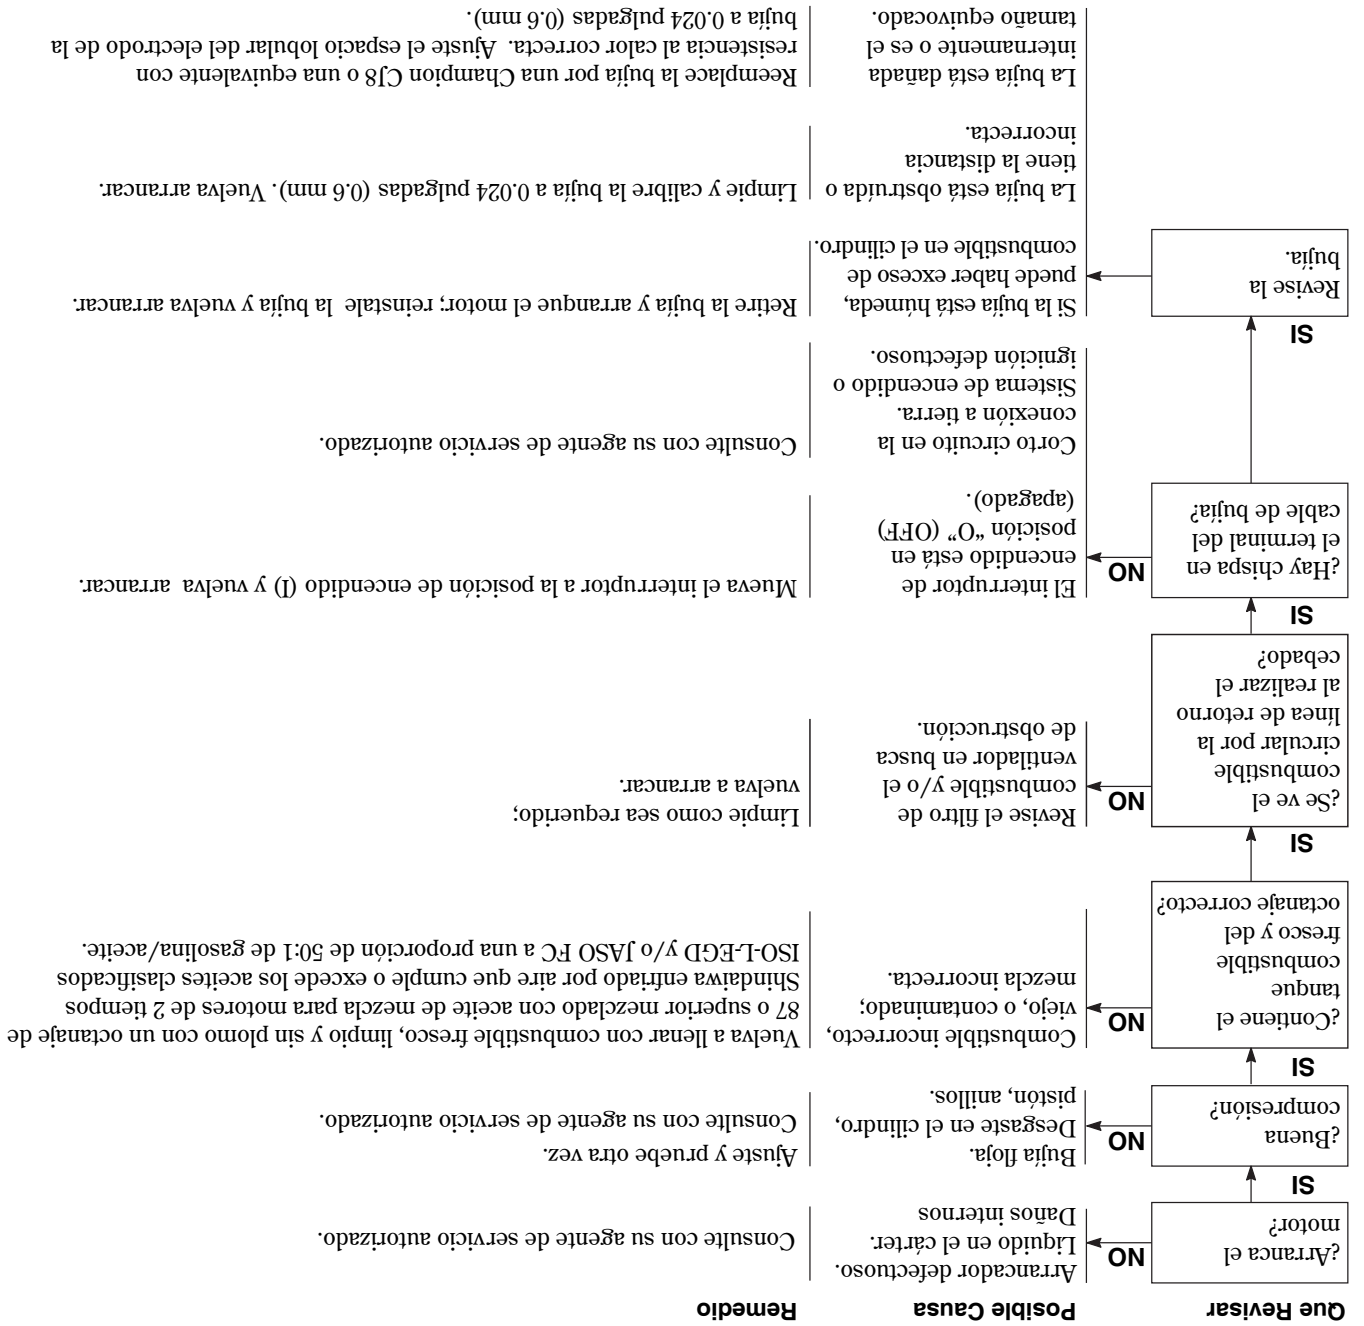 Que Revisar
Posible Causa
Remedio
¿Arranca el
motor?
NO
Arrancador defectuoso.
Liquido en el cárter.
Daños internos
Consulte con su agente de servicio autorizado.
SI
¿Buena
compresión?
NO
Bujía floja.
Desgaste en el cilindro,
pistón, anillos.
Ajuste y pruebe otra vez.
Consulte con su agente de servicio autorizado.
SI
¿Contiene el
tanque
combustible
fresco y del
octanaje correcto?
NO
Combustible incorrecto,
viejo, o contaminado;
mezcla incorrecta.
Vuelva a llenar con combustible fresco, limpio y sin plomo con un octanaje de
87 o superior mezclado con aceite de mezcla para motores de 2 tiempos
Shindaiwa enfriado por aire que cumple o excede los aceites clasificados
ISO-L-EGD y/o JASO FC a una proporción de 50:1 de gasolina/aceite.
SI
¿Se ve el
combustible
circular por la
línea de retorno
al realizar el
cebado?
NO
Revise el filtro de
combustible y/o el
ventilador en busca
de obstrucción.
Limpie como sea requerido;
vuelva a arrancar.
SI
¿Hay chispa en
el terminal del
cable de bujía?
NO
El interruptor de
encendido está en
posición “O” (OFF)
(apagado).
Mueva el interruptor a la posición de encendido (I) y vuelva arrancar.
Corto circuito en la
conexión a tierra.
Sistema de encendido o
ignición defectuoso.
Consulte con su agente de servicio autorizado.
SI
Revise la
bujía.
Si la bujía está húmeda,
puede haber exceso de
combustible en el cilindro.
Retire la bujía y arranque el motor; reinstale la bujía y vuelva arrancar.
La bujía está obstruída o
tiene la distancia
incorrecta.
Limpie y calibre la bujía a 0.024 pulgadas (0.6 mm). Vuelva arrancar.
La bujía está dañada
internamente o es el
tamaño equivocado.
Reemplace la bujía por una Champion CJ8 o una equivalente con
resistencia al calor correcta. Ajuste el espacio lobular del electrodo de la
bujía a 0.024 pulgadas (0.6 mm).